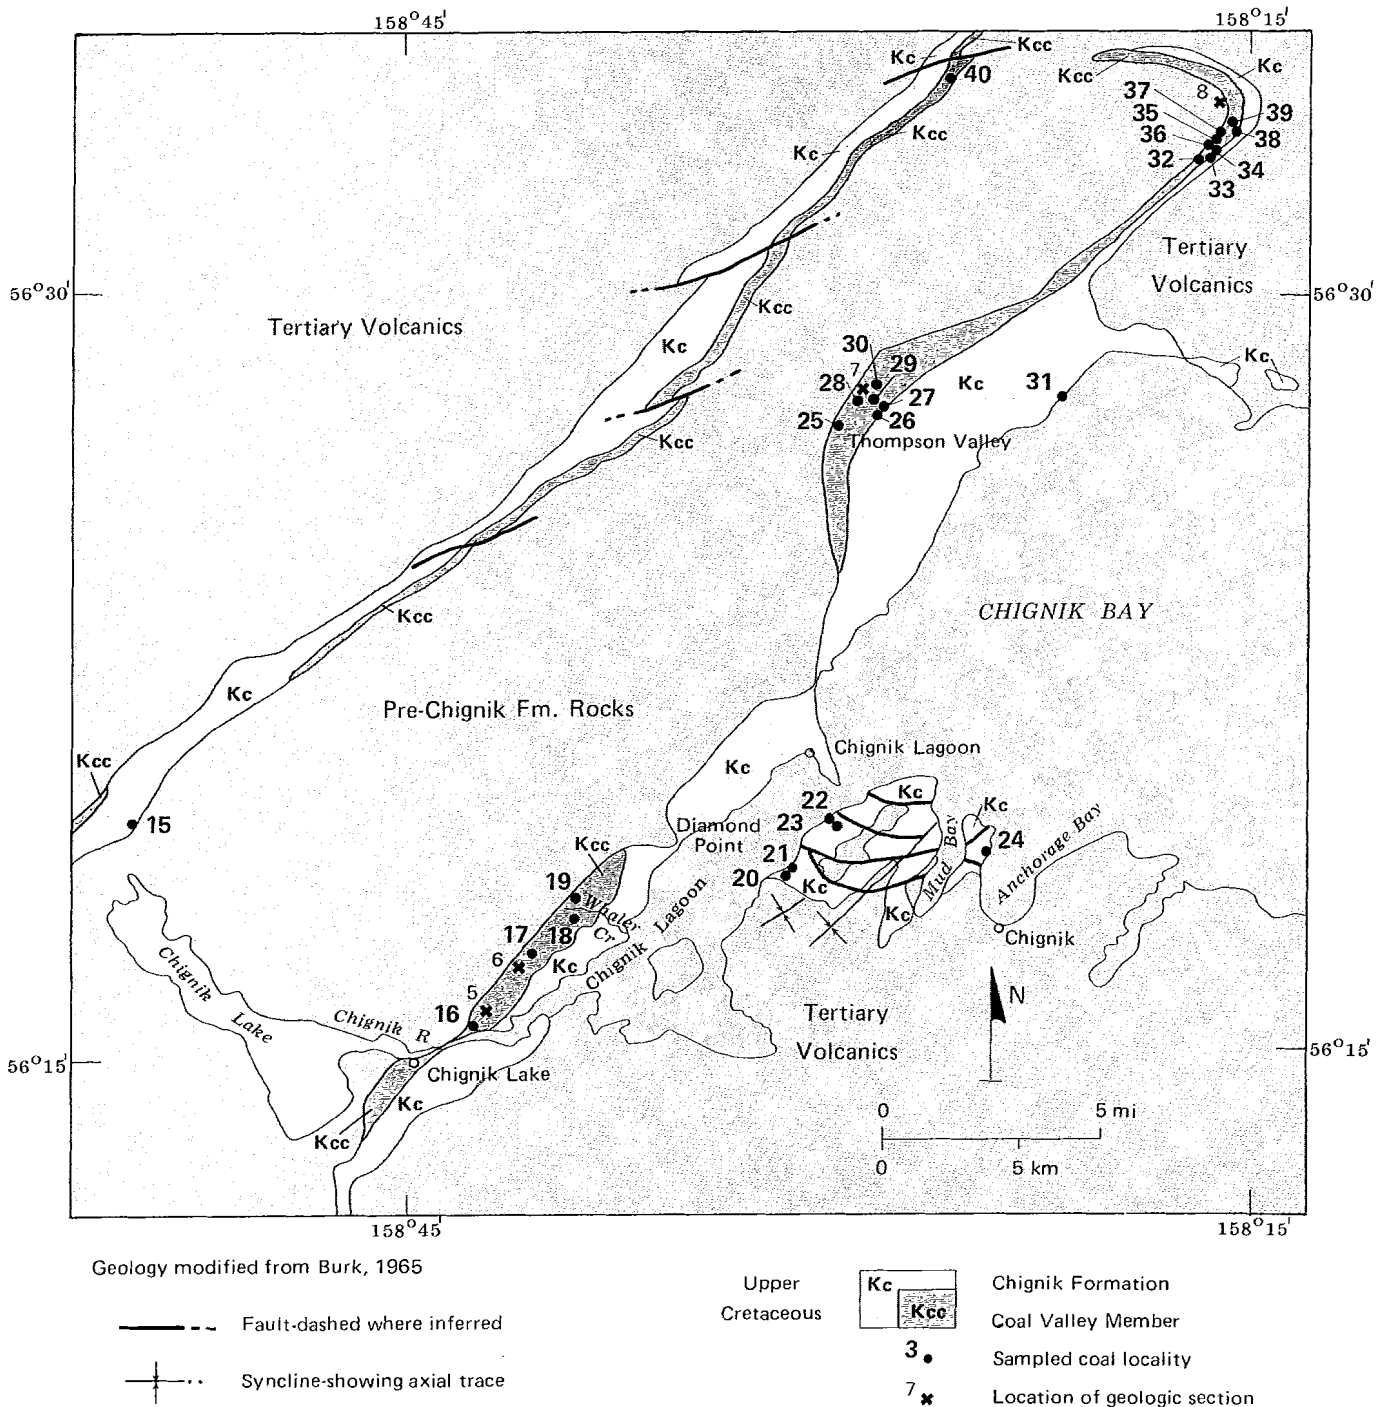 158°45'
158°15'
Kc
Kcc
40
Kcc
Kc
37
8
35
39
36
38
32
34
33
Kcc
Kc
Tertiary
Volcanics
56°30'
56°30'
Tertiary Volcanics
Kcc
Kc
30
29
7
28
27
25
26
Kc
31
Kc
Thompson Valley
Kcc
CHIGNIK BAY
Kcc
Kc
Pre-Chignik Fm. Rocks
Kcc
Kc
Chignik Lagoon
15
22
23
Kc
Kc
24
Diamond
Point
Mud Bay
Anchorage Bay
21
20
Kc
Kc
Kcc
19
Whaler
Cr
18
17
6
Kc
Chignik Lagoon
Chignik
5
16
Chignik
Lake
Chignik R
N
Tertiary
Volcanics
56°15'
56°15'
Chignik Lake
Kc
Kcc
0 5 mi
0 5 km
158°45'
158°15'
Geology modified from Burk, 1965
Fault-dashed where inferred
Syncline-showing axial trace
Upper
Cretaceous
Kc
Kcc
Chignik Formation
Coal Valley Member
3 Sampled coal locality
7 Location of geologic section